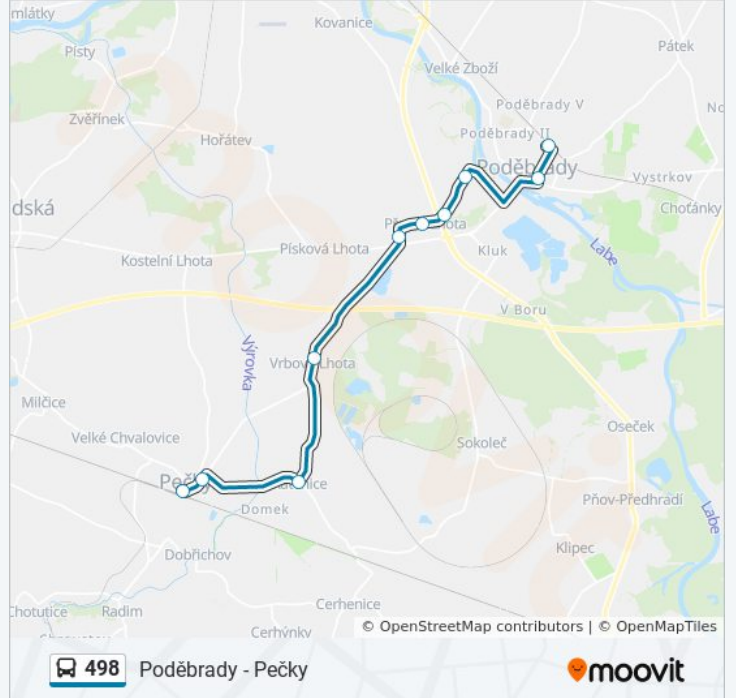 mlátky
Kovanice
Písty
Pátek
Velké Zboží
Zvěřínek
Poděbrady V
Hořátev
Poděbrady II
Poděbrady
Vystrkov
dská
Choťánky
Písková Lhota
Kluk
Kostelní Lhota
Labe
V Boru
Výrovka
Vrbová Lhota
Milčice
Oseček
Velké Chvalovice
Sokoleč
Pečky
Pňov-Předhradí
Domek
Labe
Klipec
Dobřichov
Chotutice
Radim
Cerhenice
© OpenStreetMap contributors | © OpenMapTiles
Cerhýnky
498 Poděbrady - Pečky
moovit